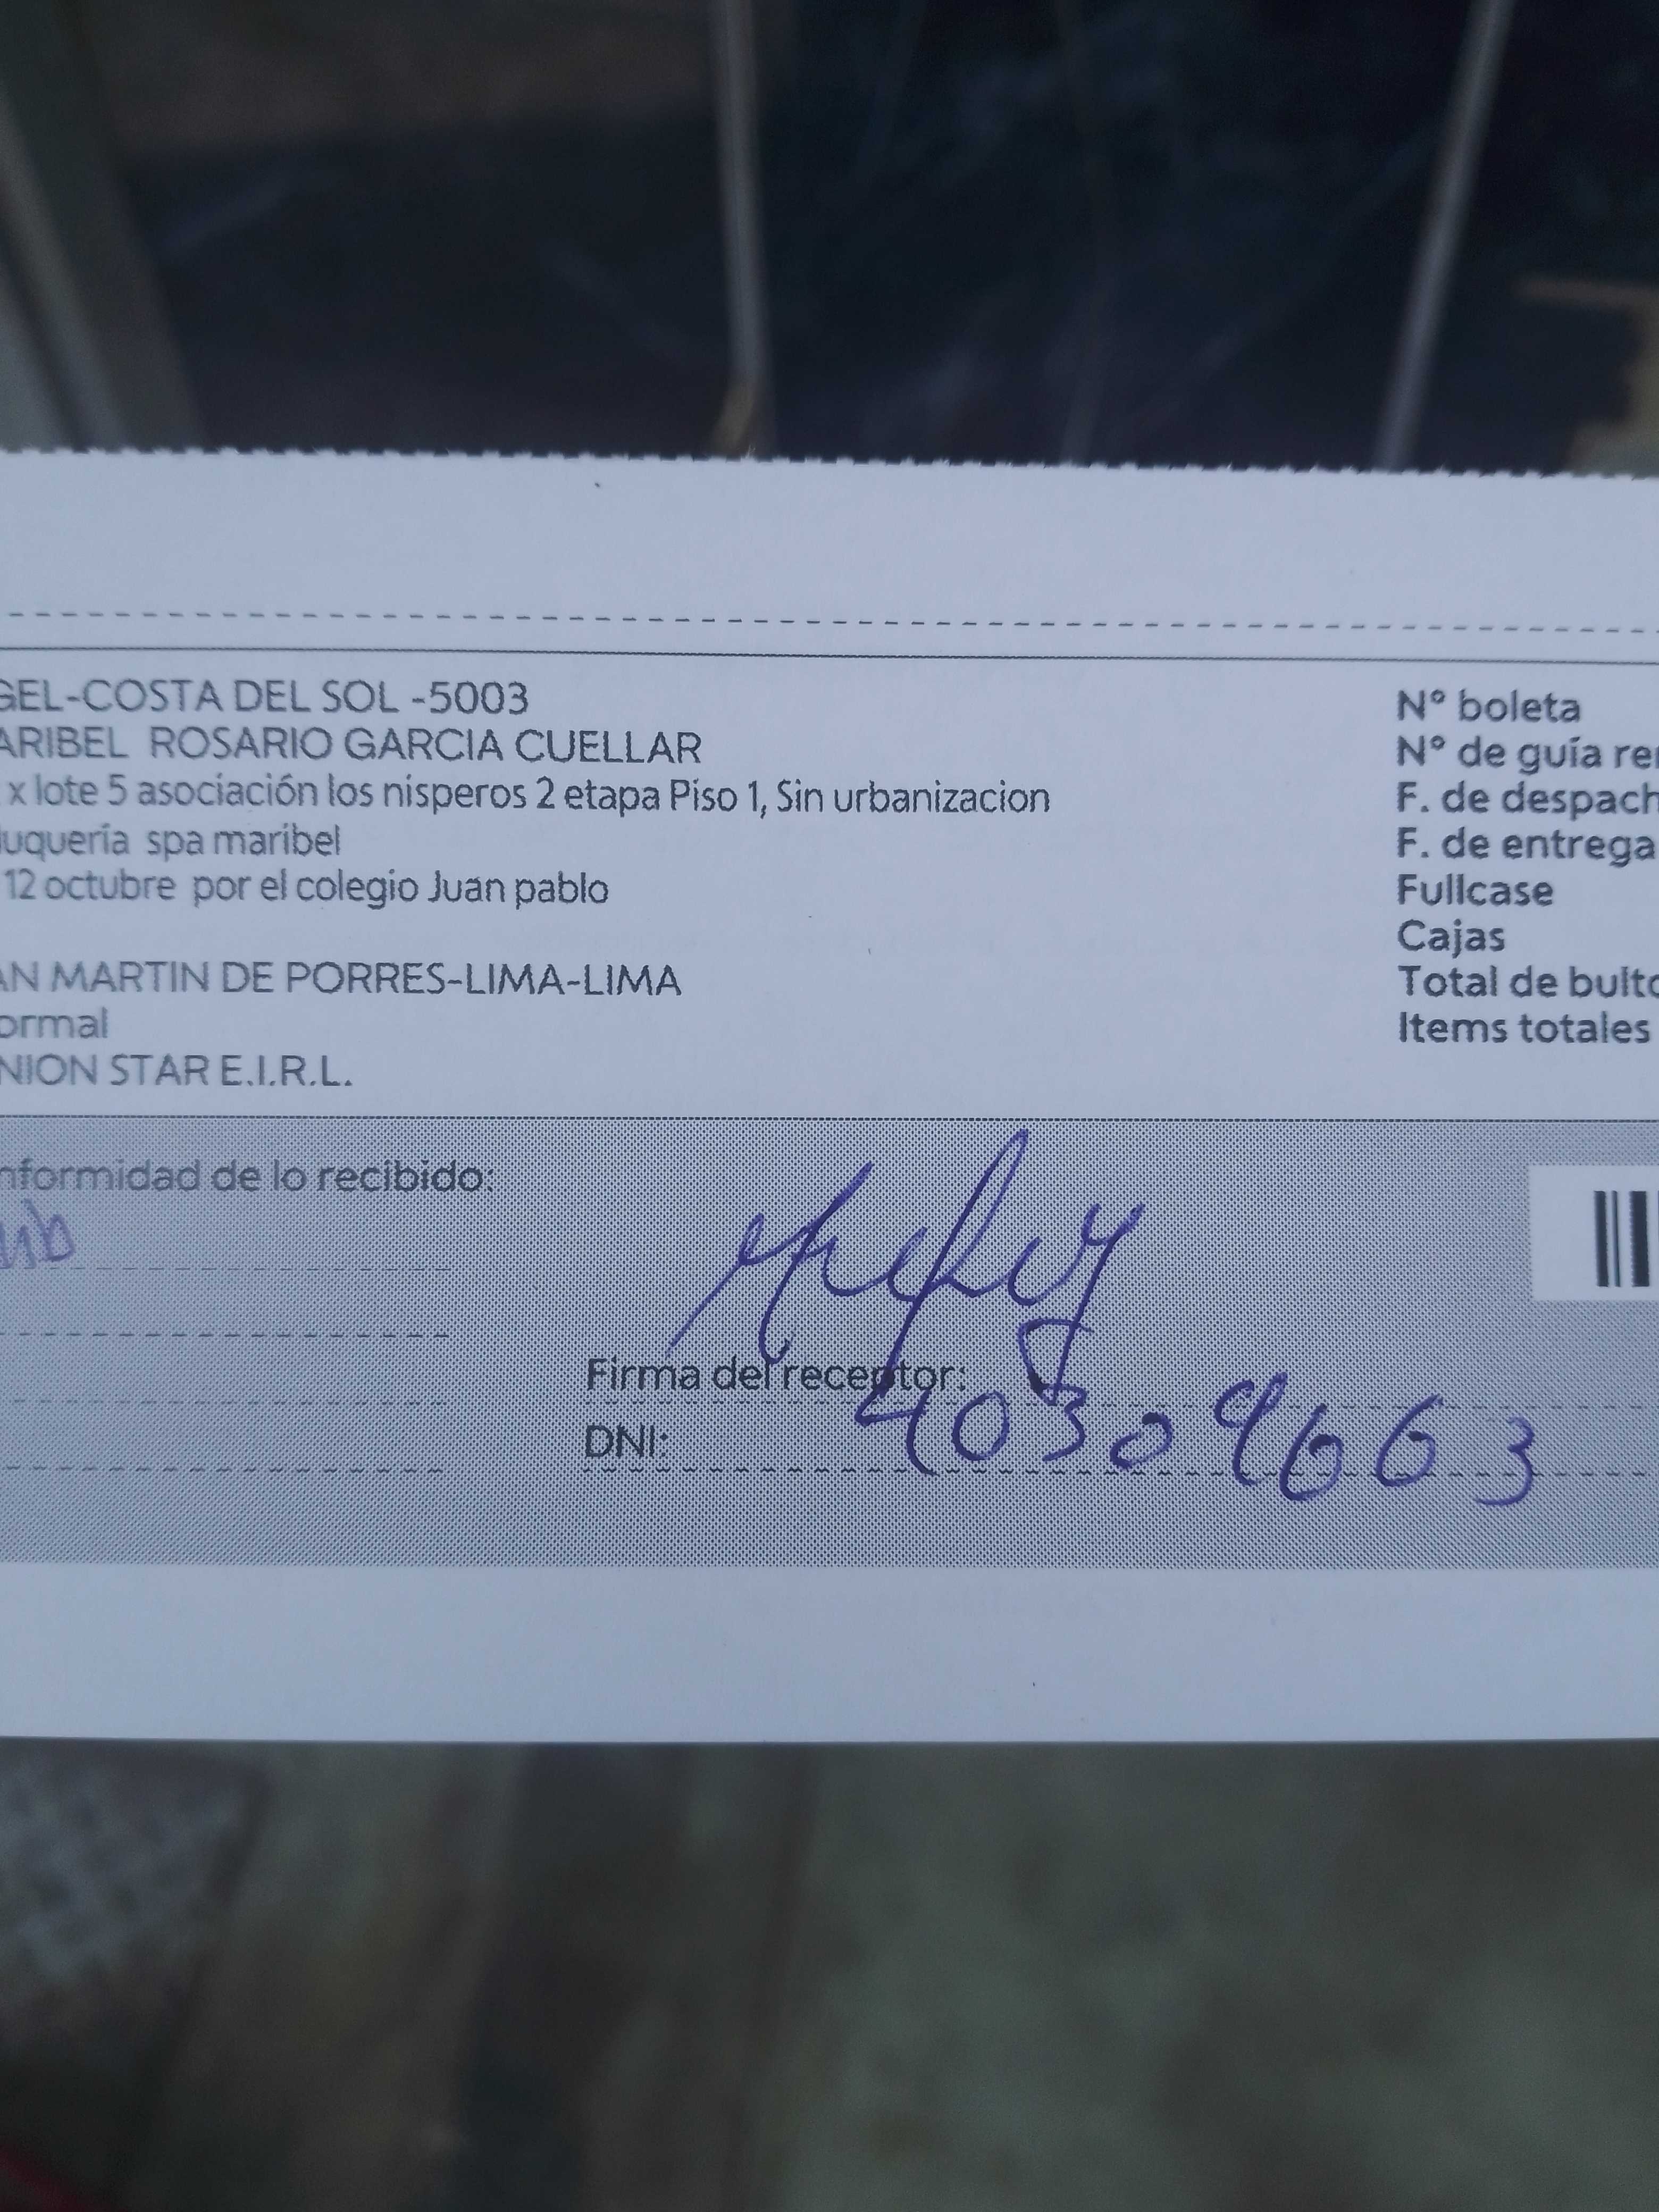 GEL-COSTA DEL SOL -5003
ARIBEL ROSARIO GARCIA CUELLAR
x lote 5 asociación los nisperos 2 etapa Piso 1, Sin urbanizacion
luquería spa maribel
12 octubre por el colegio Juan pablo
AN MARTIN DE PORRES-LIMA-LIMA
ormal
NION STAR E.I.R.L.
N° boleta
N° de guía re
F. de despach
F. de entrega
Fullcase
Cajas
Total de bulto
Items totales
nformidad de lo recibido:
Firma del receptor:
DNI: 40309663